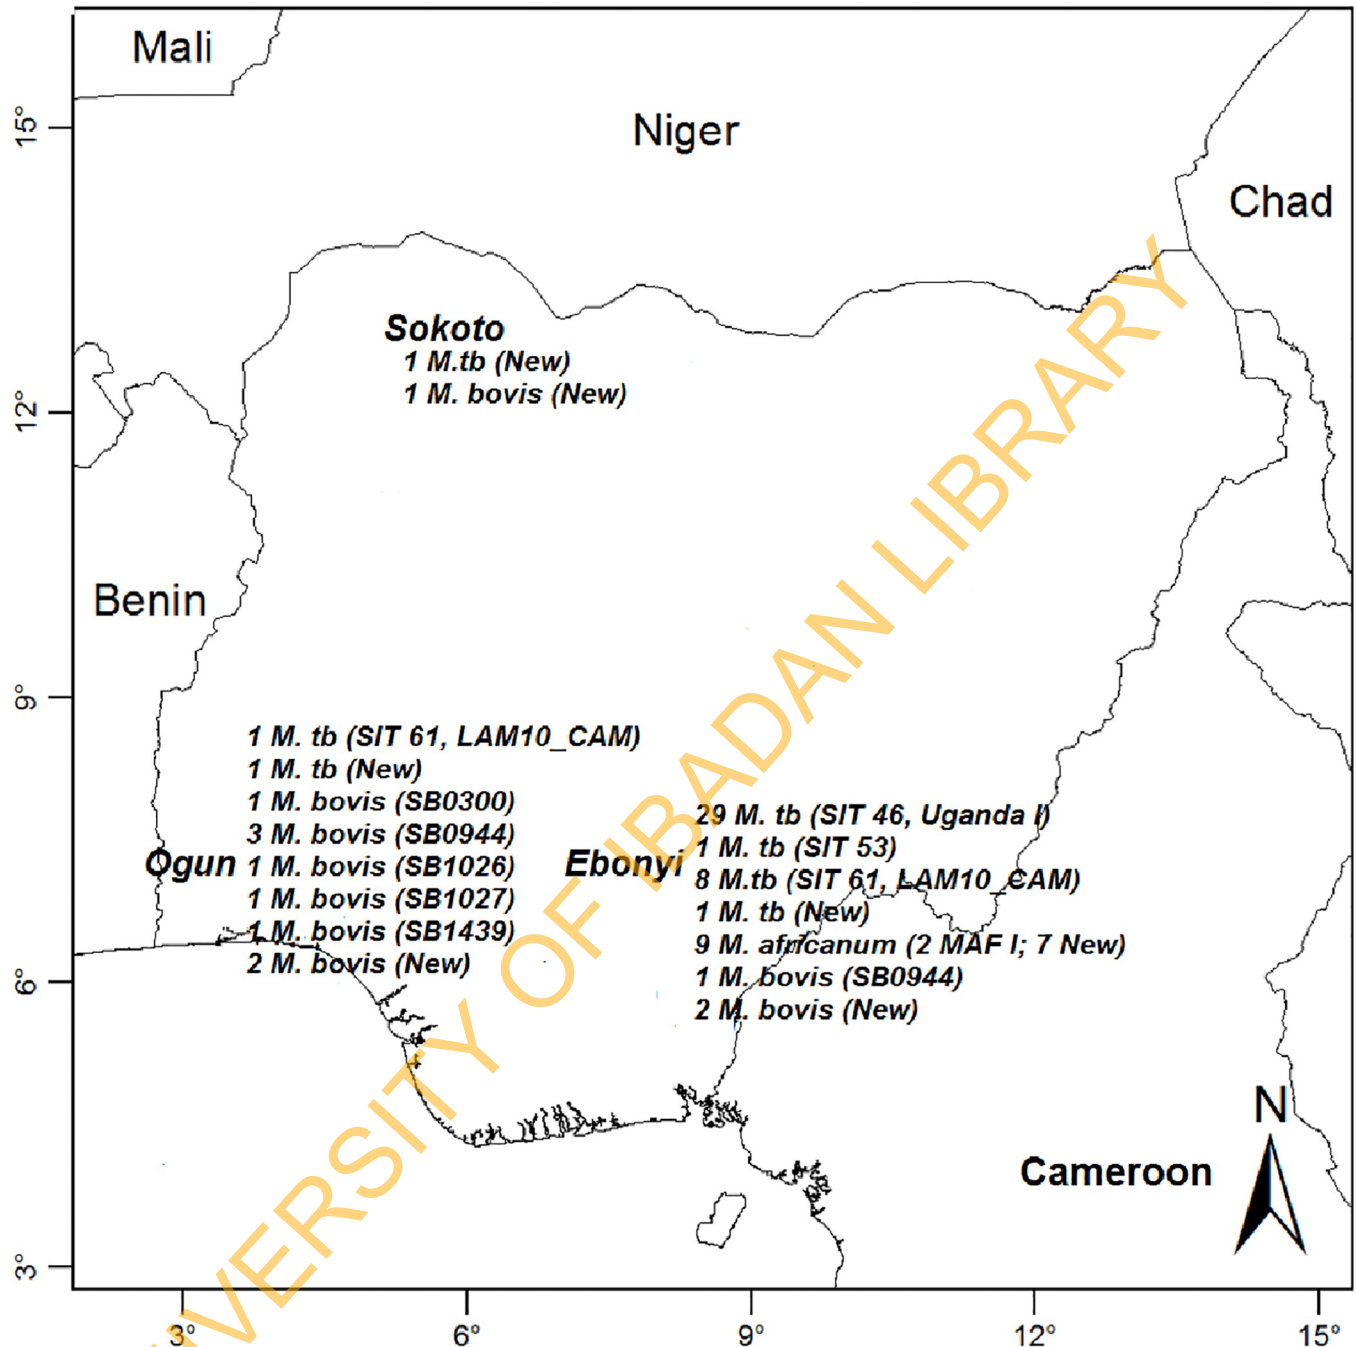 Mali
Niger
Chad
15°
Sokoto
1 M.tb (New)
1 M. bovis (New)
12°
Benin
9°
1 M. tb (SIT 61, LAM10_CAM)
1 M. tb (New)
1 M. bovis (SB0300)
3 M. bovis (SB0944)
Ogun
1 M. bovis (SB1026)
1 M. bovis (SB1027)
1 M. bovis (SB1439)
2 M. bovis (New)
Ebonyi
29 M. tb (SIT 46, Uganda I)
1 M. tb (SIT 53)
8 M.tb (SIT 61, LAM10_CAM)
1 M. tb (New)
9 M. africanum (2 MAF I; 7 New)
1 M. bovis (SB0944)
2 M. bovis (New)
6°
N
Cameroon
3°
3°
6°
9°
12°
15°
IVERSITY OF IBADAN LIBRARY